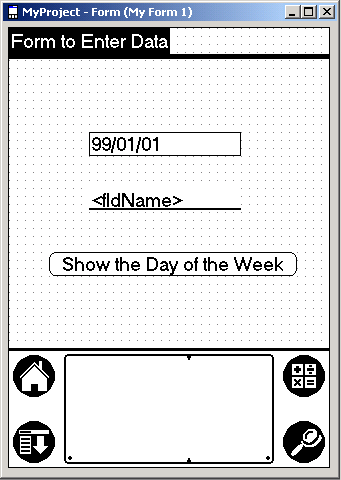 MyProject - Form (My Form 1)
Form to Enter Data
99/01/01
<fldName>
Show the Day of the Week